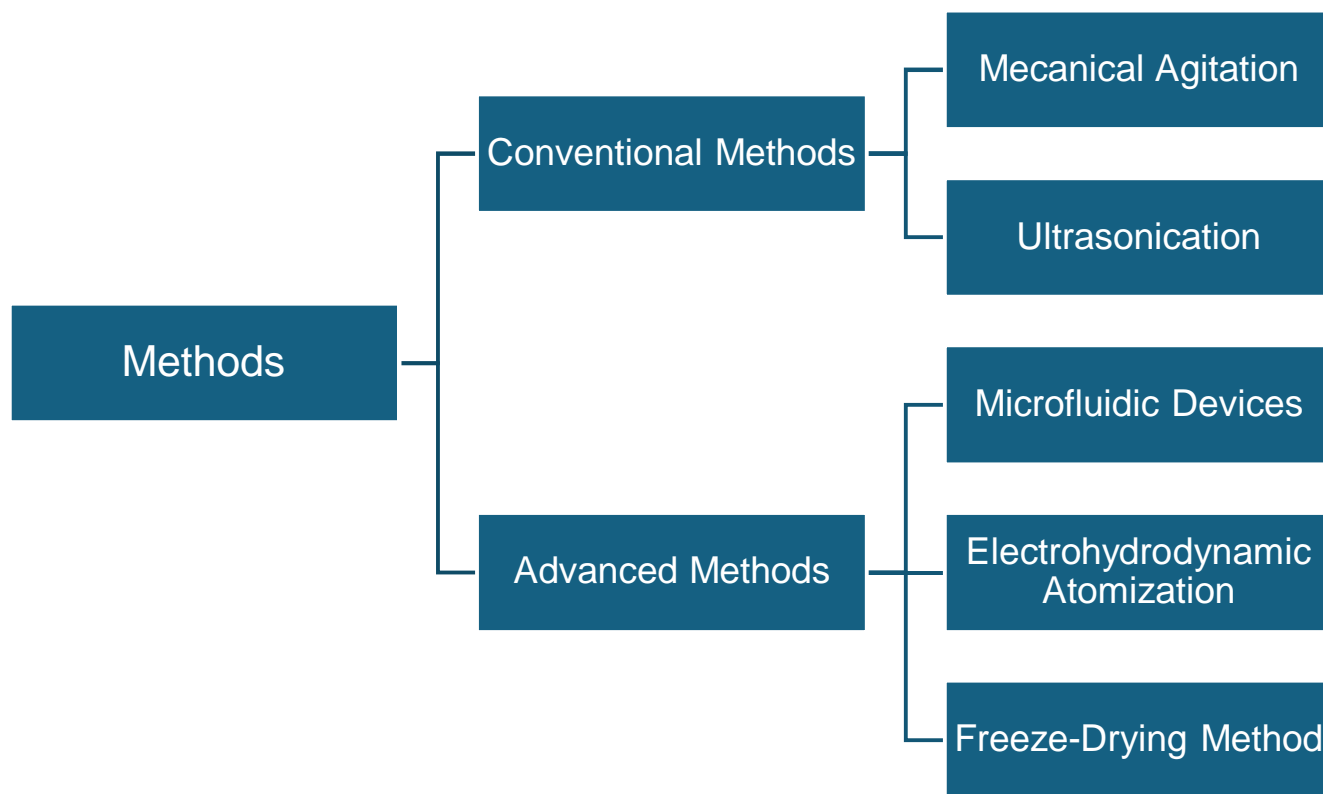 Mecanical Agitation
Conventional Methods
Ultrasonication
Methods
Microfluidic Devices
Advanced Methods
Electrohydrodynamic
Atomization
Freeze-Drying Method